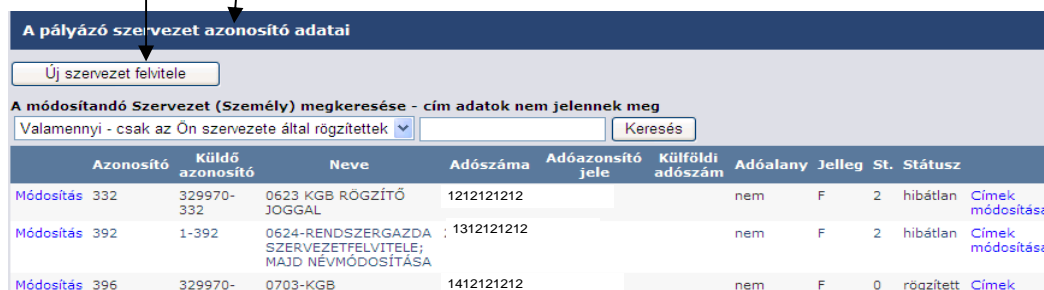 A pályázó szervezet azonosító adatai
Új szervezet felvitele
A módosítandó Szervezet (Személy) megkeresése - cím adatok nem jelennek meg
Valamennyi - csak az Ön szervezete által rögzítettek Keresés
Azonosító Küldő azonosító Neve Adószáma Adóazonsító jele Külföldi adószám Adóalany Jelleg St. Státusz
Módosítás 332 329970-332 0623 KGB RÖGZÍTŐ JOGGAL 1212121212 nem F 2 hibátlan Címek módosítása
Módosítás 392 1-392 0624-RENDSZERGAZDA SZERVEZETFELVITELE; MAJD NÉVMÓDOSÍTÁSA 1312121212 nem F 2 hibátlan Címek módosítása
Módosítás 396 329970- 0703-KGB 1412121212 nem F 0 rögzített Címek